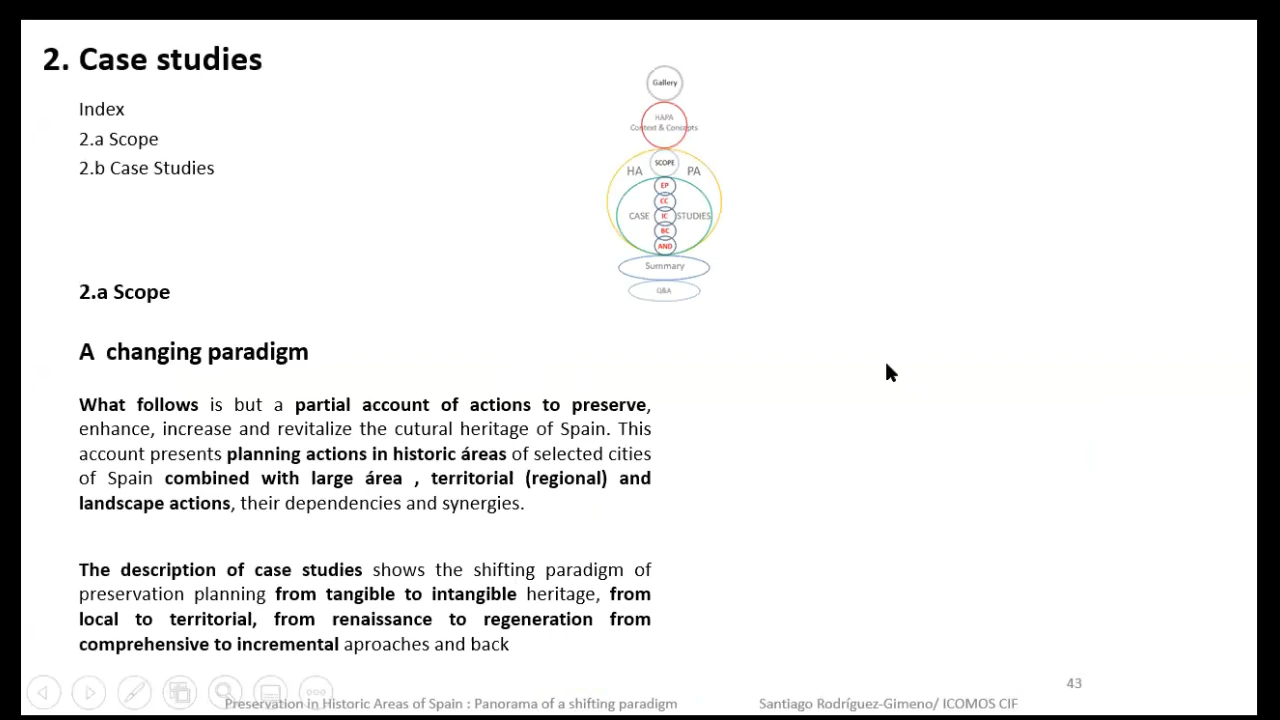 2. Case studies
Index
2.a Scope
2.b Case Studies
Gallery
HAPA
Context & Concepts
SCOPE
HA PA
EP
CC
CASE IC STUDIES
BC
AND
Summary
Q&A
2.a Scope
A changing paradigm
What follows is but a partial account of actions to preserve,
enhance, increase and revitalize the cutural heritage of Spain. This
account presents planning actions in historic áreas of selected cities
of Spain combined with large área , territorial (regional) and
landscape actions, their dependencies and synergies.
The description of case studies shows the shifting paradigm of
preservation planning from tangible to intangible heritage, from
local to territorial, from renaissance to regeneration from
comprehensive to incremental aproaches and back
43
Preservation in Historic Areas of Spain : Panorama of a shifting paradigm
Santiago Rodríguez-Gimeno/ ICOMOS CIF